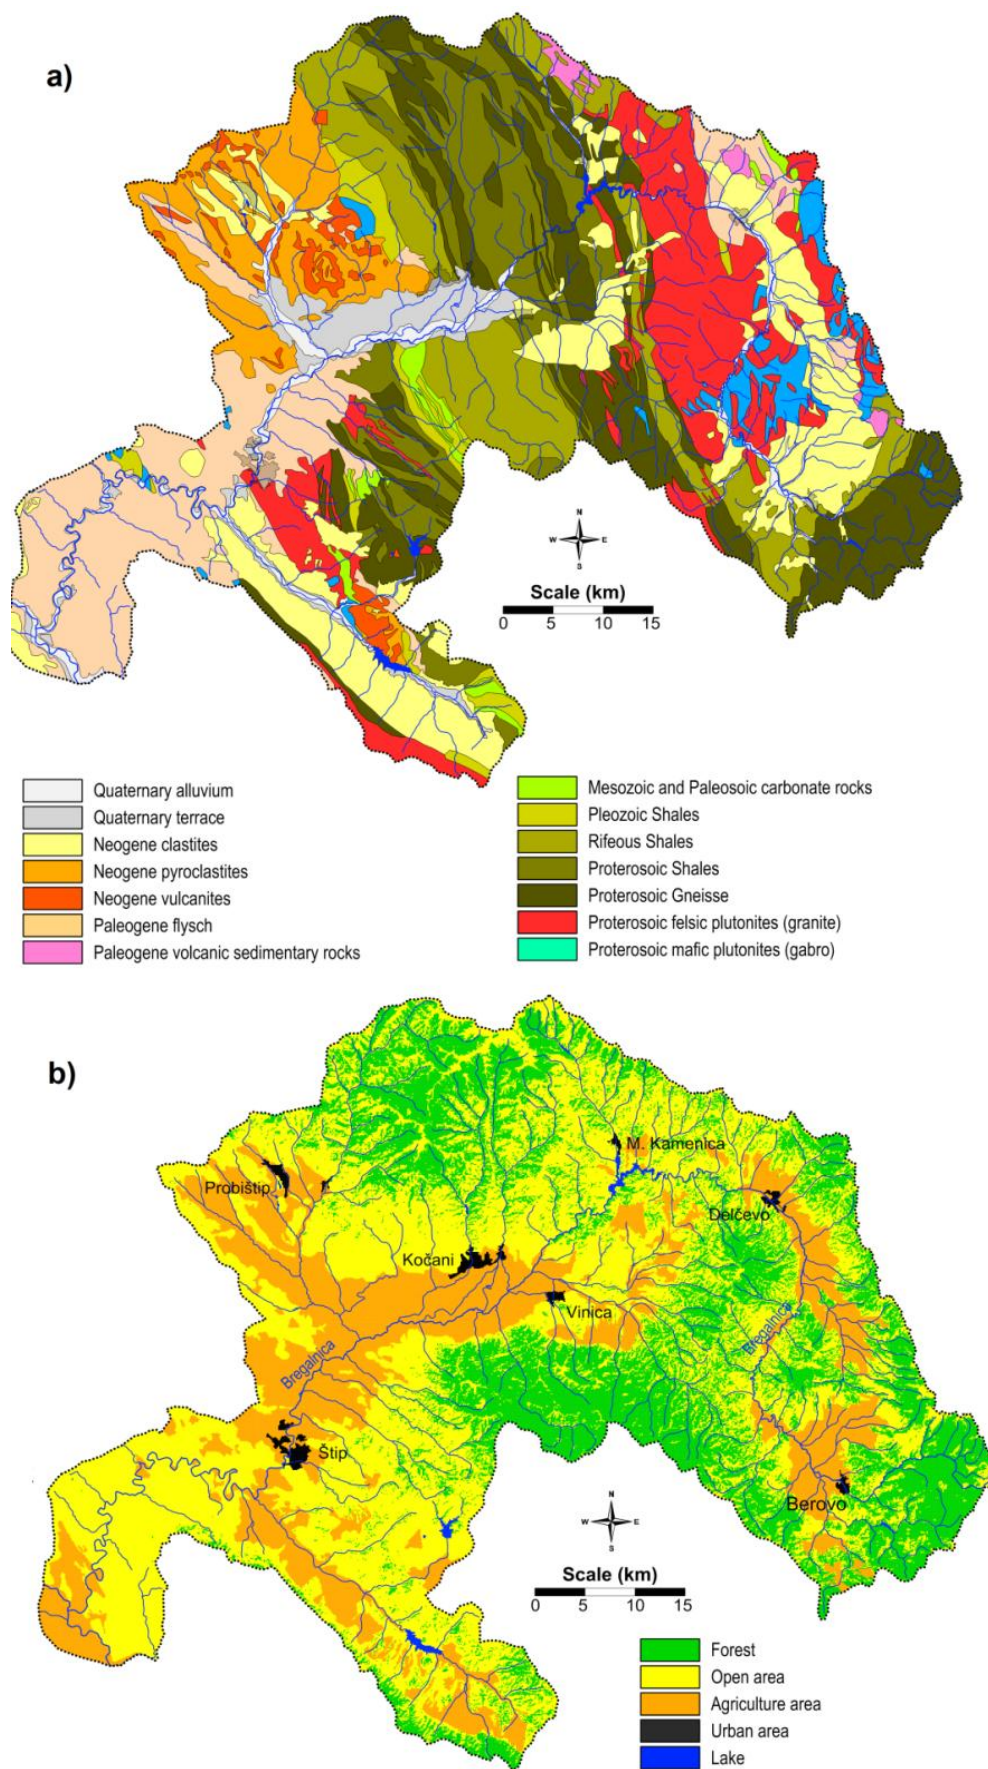 a)
N
W E
S
Scale (km)
0 5 10 15
Quaternary alluvium
Quaternary terrace
Neogene clastites
Neogene pyroclastites
Neogene vulcanites
Paleogene flysch
Paleogene volcanic sedimentary rocks
Mesozoic and Paleosoic carbonate rocks
Pleozoic Shales
Rifeous Shales
Proterosoic Shales
Proterosoic Gneisse
Proterosoic felsic plutonites (granite)
Proterosoic mafic plutonites (gabro)
b)
M. Kamenica
Probištip
Delčevo
Kočani
Vinica
Bregalnica
Bregalnica
Štip
Berovo
N
W E
S
Scale (km)
0 5 10 15
Forest
Open area
Agriculture area
Urban area
Lake